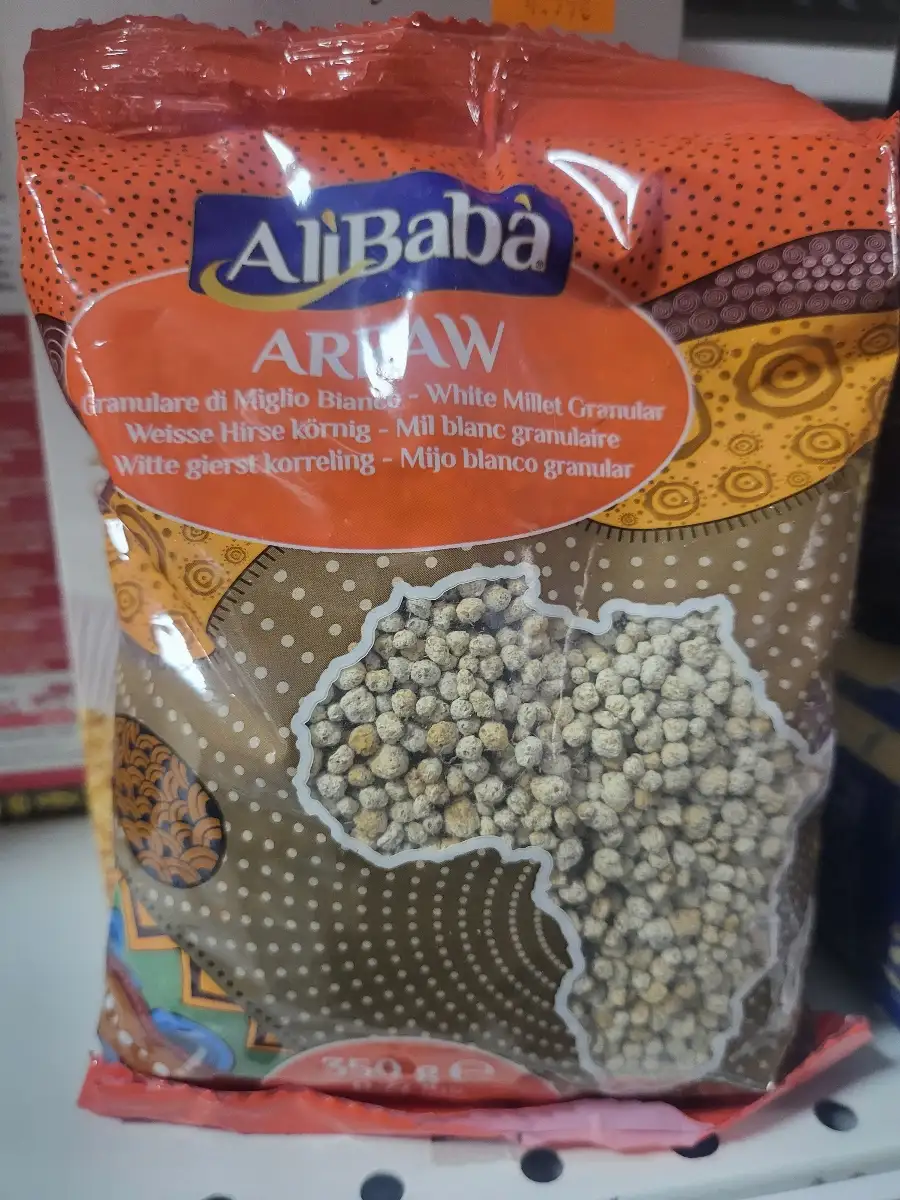 AlìBabà
ARRAW
Granulare di Miglio Bianco - White Millet Granular
Weisse Hirse körnig - Mil blanc granulaire
Witte gierst korreling - Mijo blanco granular
350 g e